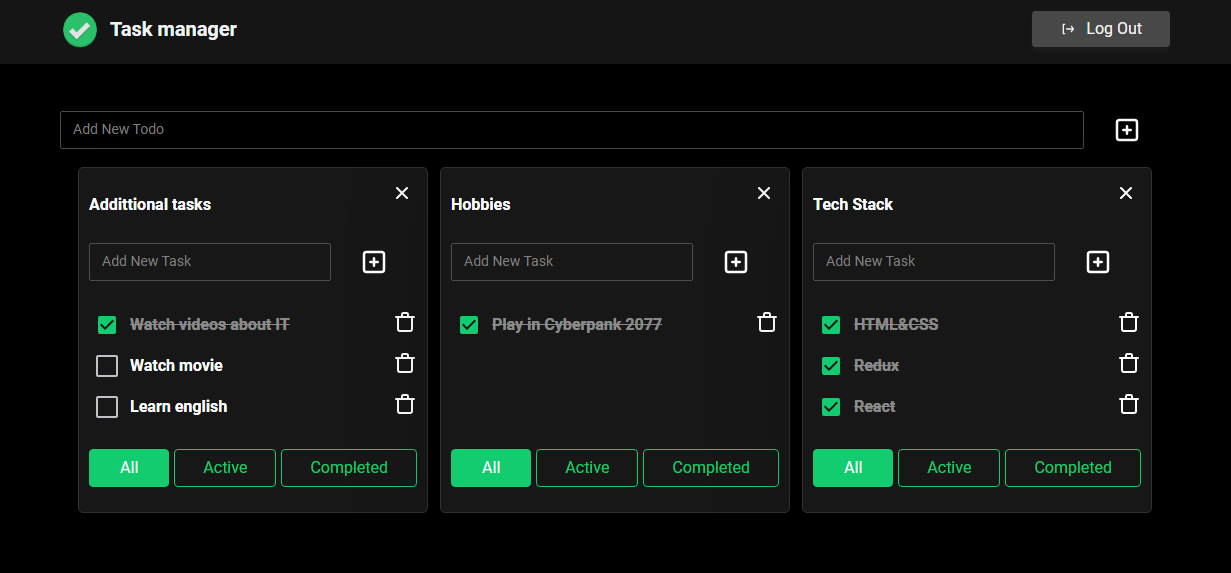 Task manager
Log Out
Add New Todo
Addittional tasks
Add New Task
Watch videos about IT
Watch movie
Learn english
All Active Completed
Hobbies
Add New Task
Play in Cyberpank 2077
All Active Completed
Tech Stack
Add New Task
HTML&CSS
Redux
React
All Active Completed